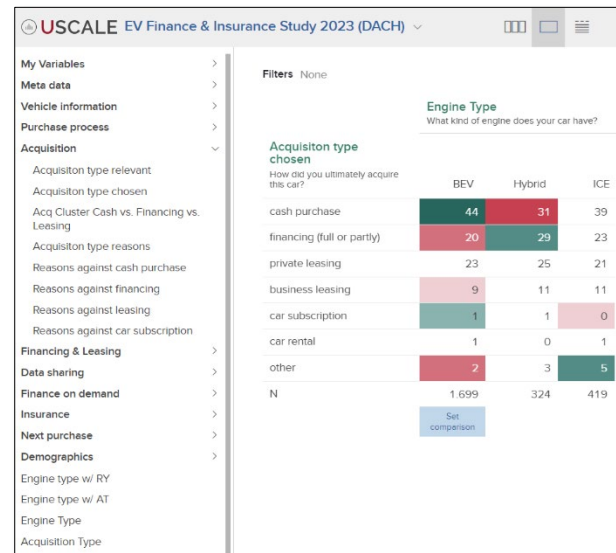 USCALE EV Finance & Insurance Study 2023 (DACH)
My Variables
Meta data
Vehicle information
Purchase process
Acquisition
Acquisiton type relevant
Acquisiton type chosen
Acq Cluster Cash vs. Financing vs.
Leasing
Acquisiton type reasons
Reasons against cash purchase
Reasons against financing
Reasons against leasing
Reasons against car subscription
Financing & Leasing
Data sharing
Finance on demand
Insurance
Next purchase
Demographics
Engine type w/ RY
Engine type w/ AT
Engine Type
Acquisition Type
Filters None
Engine Type
What kind of engine does your car have?
Acquisiton type
chosen
How did you ultimately acquire
this car?
BEV Hybrid ICE
cash purchase 44 31 39
financing (full or partly) 20 29 23
private leasing 23 25 21
business leasing 9 11 11
car subscription 1 1 0
car rental 1 0 1
other 2 3 5
N 1.699 324 419
Set
comparison